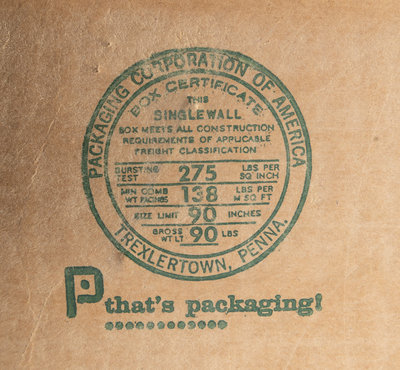 PACKAGING CORPORATION OF AMERICA
BOX CERTIFICATE
THIS
SINGLEWALL
BOX MEETS ALL CONSTRUCTION
REQUIREMENTS OF APPLICABLE
FREIGHT CLASSIFICATION
BURSTING TEST 275 LBS PER SQ INCH
MIN COMB WT FACINGS 138 LBS PER M SQ FT
SIZE LIMIT 90 INCHES
GROSS WT LT 90 LBS
TREXLERTOWN, PENNA.
P that's packaging!